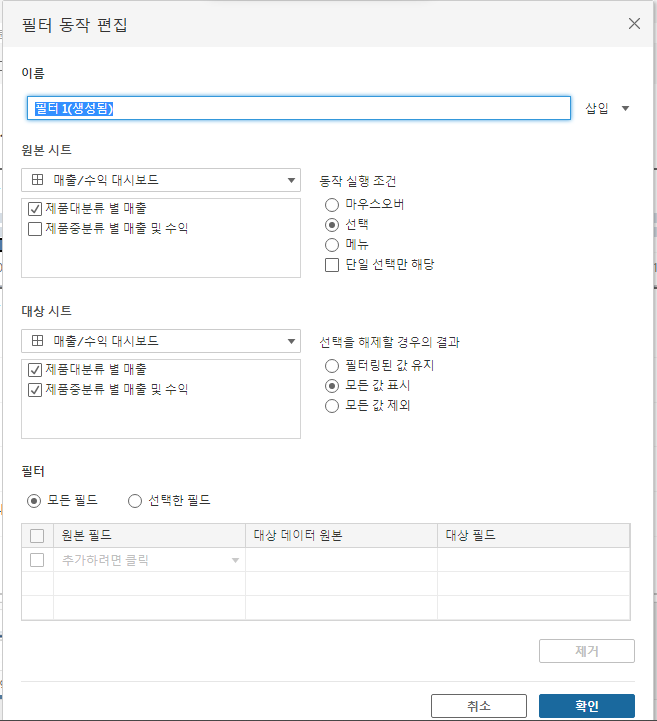 필터 동작 편집
이름
필터 1(생성됨)
삽입
원본 시트
매출/수익 대시보드
제품대분류 별 매출
제품중분류 별 매출 및 수익
동작 실행 조건
마우스오버
선택
메뉴
단일 선택만 해당
대상 시트
매출/수익 대시보드
제품대분류 별 매출
제품중분류 별 매출 및 수익
선택을 해제할 경우의 결과
필터링된 값 유지
모든 값 표시
모든 값 제외
필터
모든 필드 선택한 필드
원본 필드 대상 데이터 원본 대상 필드
추가하려면 클릭
제거
취소 확인